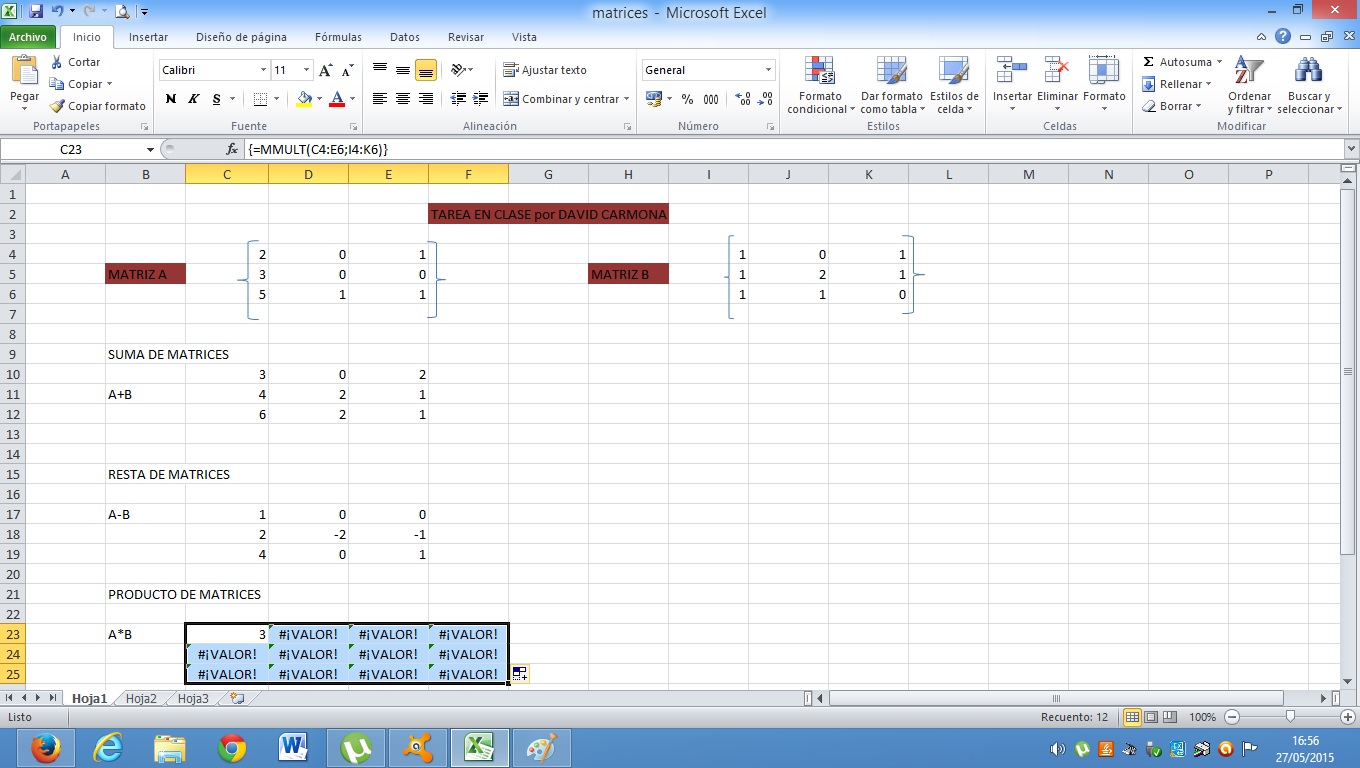 matrices - Microsoft Excel
Archivo Inicio Insertar Diseño de página Fórmulas Datos Revisar Vista
Pegar Cortar Copiar Copiar formato
Portapapeles
Calibri 11
N K S A
Fuente
Ajustar texto
Combinar y centrar
Alineación
General
% 000
Número
Formato condicional
Dar formato como tabla
Estilos de celda
Estilos
Insertar Eliminar Formato
Celdas
Σ Autosuma
Rellenar
Borrar
Ordenar y filtrar
Buscar y seleccionar
Modificar
C23 fx {=MMULT(C4:E6;I4:K6)}
A B C D E F G H I J K L M N O P
1
2 TAREA EN CLASE por DAVID CARMONA
3
4 2 0 1 1 0 1
5 MATRIZ A 3 0 0 MATRIZ B 1 2 1
6 5 1 1 1 1 0
7
8
9 SUMA DE MATRICES
10 3 0 2
11 A+B 4 2 1
12 6 2 1
13
14
15 RESTA DE MATRICES
16
17 A-B 1 0 0
18 2 -2 -1
19 4 0 1
20
21 PRODUCTO DE MATRICES
22
23 A*B 3 #¡VALOR! #¡VALOR! #¡VALOR!
24 #¡VALOR! #¡VALOR! #¡VALOR! #¡VALOR!
25 #¡VALOR! #¡VALOR! #¡VALOR! #¡VALOR!
Hoja1 Hoja2 Hoja3
Listo Recuento: 12 100%
16:56
27/05/2015